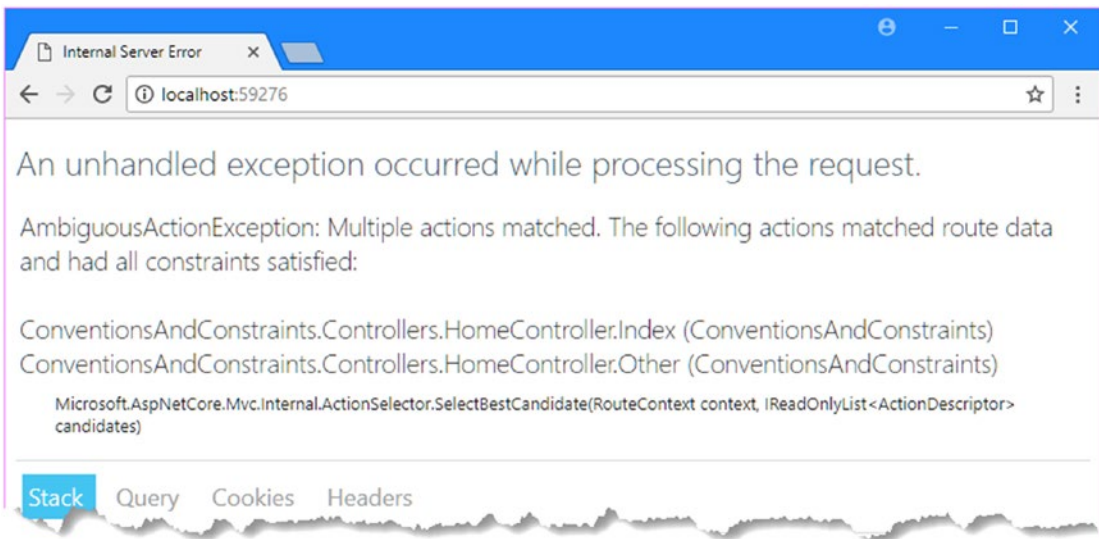 Internal Server Error
localhost:59276
An unhandled exception occurred while processing the request.
AmbiguousActionException: Multiple actions matched. The following actions matched route data
and had all constraints satisfied:
ConventionsAndConstraints.Controllers.HomeController.Index (ConventionsAndConstraints)
ConventionsAndConstraints.Controllers.HomeController.Other (ConventionsAndConstraints)
Microsoft.AspNetCore.Mvc.Internal.ActionSelector.SelectBestCandidate(RouteContext context, IReadOnlyList<ActionDescriptor>
candidates)
Stack Query Cookies Headers